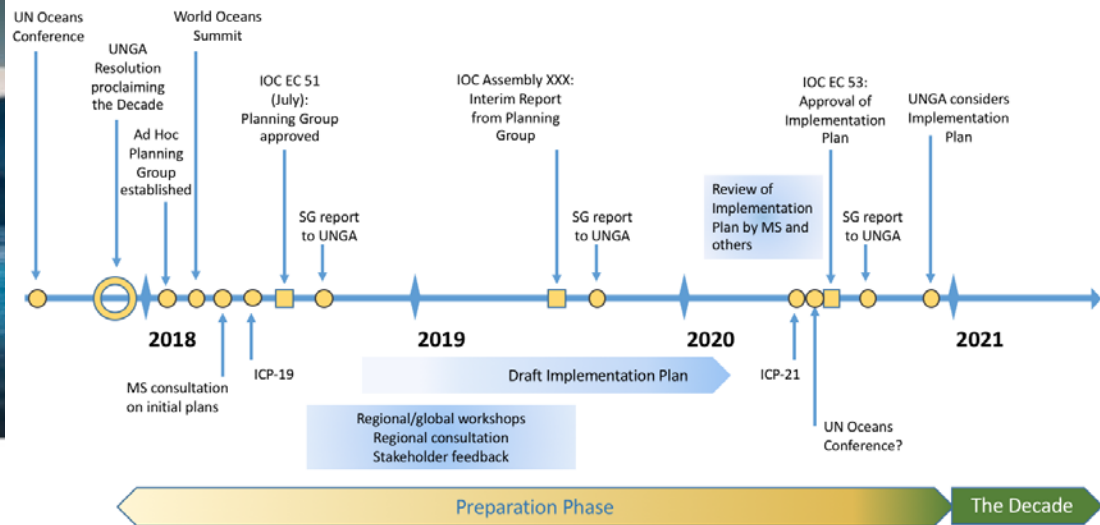 UN Oceans
Conference
UNGA
Resolution
proclaiming
the Decade
Ad Hoc
Planning
Group
established
World Oceans
Summit
IOC EC 51
(July):
Planning Group
approved
SG report
to UNGA
IOC Assembly XXX:
Interim Report
from Planning
Group
SG report
to UNGA
Review of
Implementation
Plan by MS and
others
IOC EC 53:
Approval of
Implementation
Plan
SG report
to UNGA
UNGA considers
Implementation
Plan
2018
2019
2020
2021
MS consultation
on initial plans
ICP-19
Draft Implementation Plan
ICP-21
UN Oceans
Conference?
Regional/global workshops
Regional consultation
Stakeholder feedback
Preparation Phase
The Decade